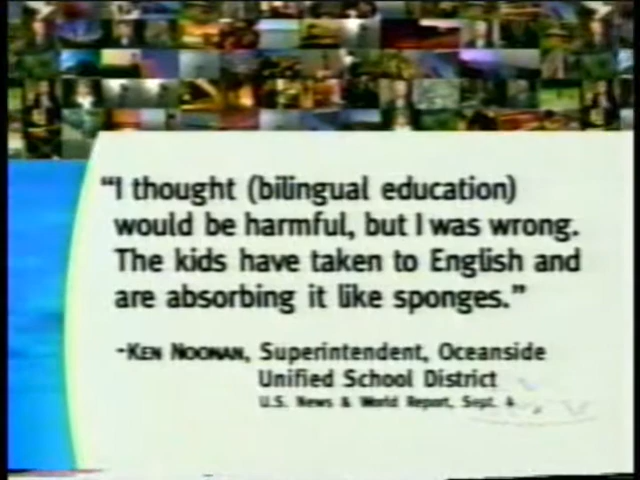 “I thought (bilingual education)
would be harmful, but I was wrong.
The kids have taken to English and
are absorbing it like sponges.”
-KEN NOONAN, Superintendent, Oceanside
Unified School District
U.S. News & World Report, Sept. 4